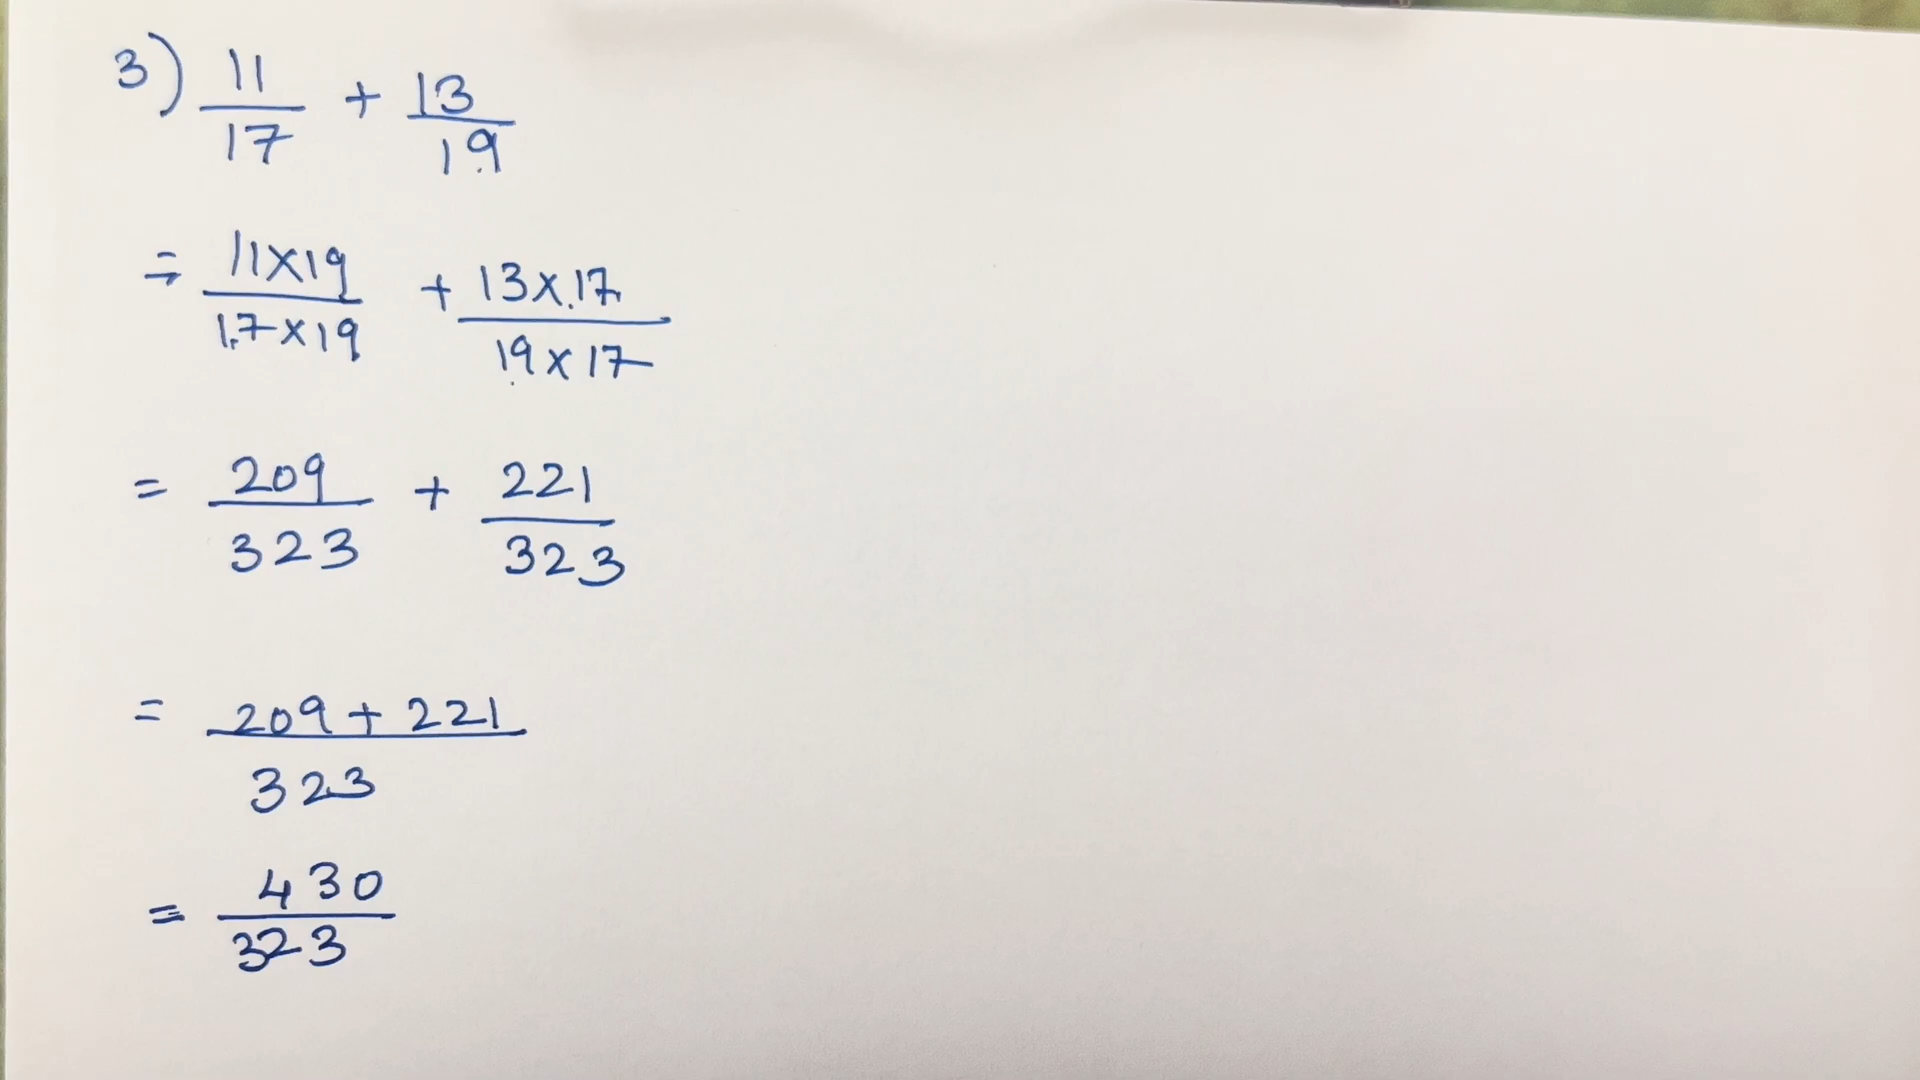 3) 11/17 + 13/19
= 11×19/17×19 + 13×17/19×17
= 209/323 + 221/323
= 209+221/323
= 430/323